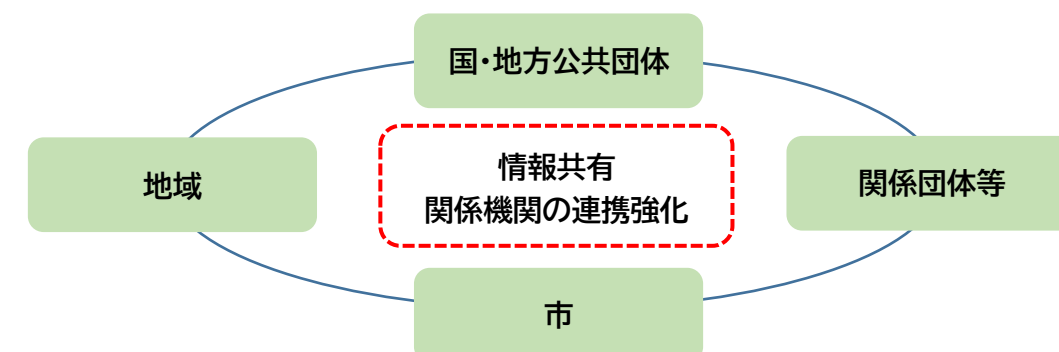 国・地方公共団体
地域
情報共有
関係機関の連携強化
関係団体等
市